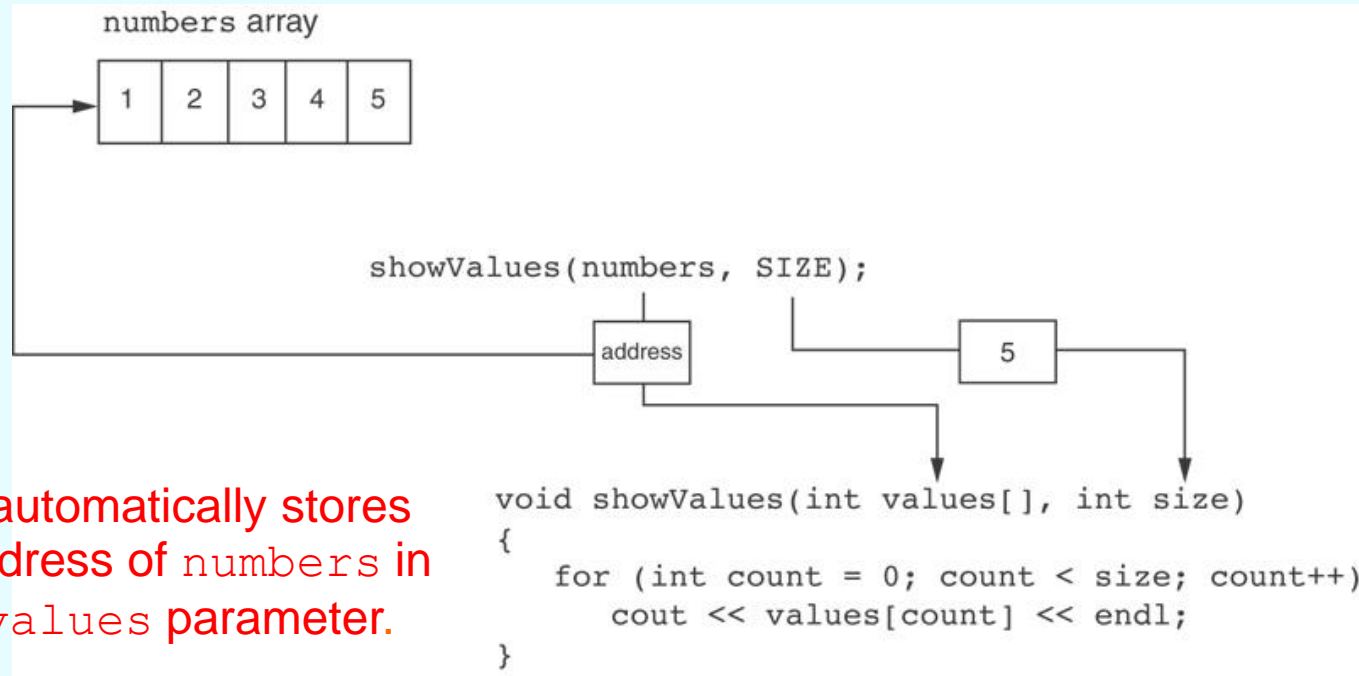 numbers array
1 2 3 4 5
showValues(numbers, SIZE);
address
5
automatically stores
dress of numbers in
values parameter.
void showValues(int values[], int size)
{
for (int count = 0; count < size; count++)
cout << values[count] << endl;
}